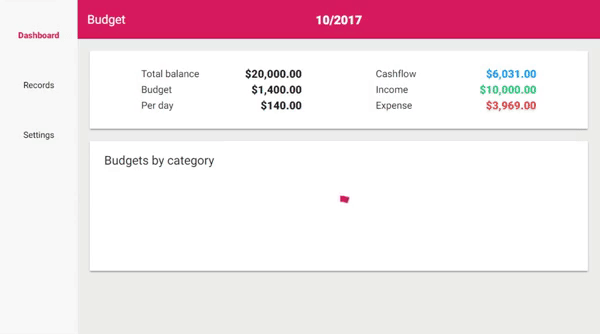 Dashboard
Records
Settings
Budget 10/2017
Total balance $20,000.00 Cashflow $6,031.00
Budget $1,400.00 Income $10,000.00
Per day $140.00 Expense $3,969.00
Budgets by category